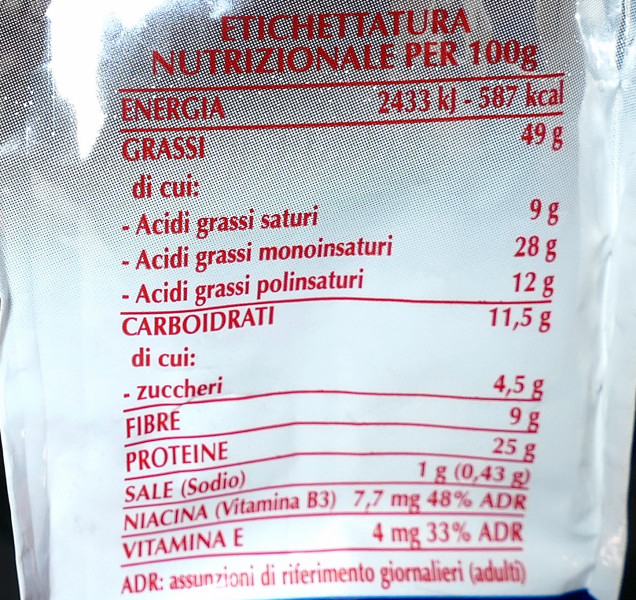 ETICHETTATURA
NUTRIZIONALE PER 100g
ENERGIA 2433 kJ - 587 kcal
GRASSI 49 g
di cui:
- Acidi grassi saturi 9 g
- Acidi grassi monoinsaturi 28 g
- Acidi grassi polinsaturi 12 g
CARBOIDRATI 11,5 g
di cui:
- zuccheri 4,5 g
FIBRE 9 g
PROTEINE 25 g
SALE (Sodio) 1 g (0,43 g)
NIACINA (Vitamina B3) 7,7 mg 48% ADR
VITAMINA E 4 mg 33% ADR
ADR: assunzioni di riferimento giornalieri (adulti)